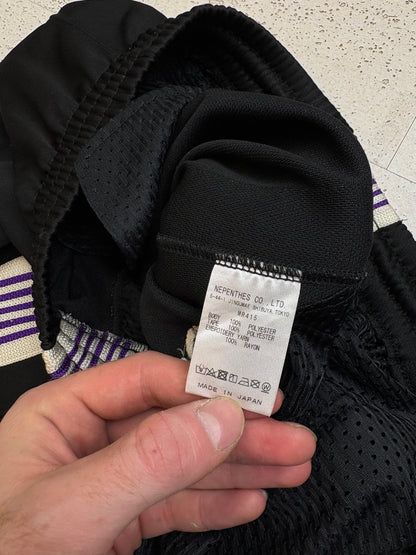 NEPENTHES CO.,LTD.
5-44-1 JINGUMAE SHIBUYA.TOKYO
MR415
BODY 100% POLYESTER
TAPE 100% POLYESTER
EMBROIDERY YARN
100% RAYON
MADE IN JAPAN